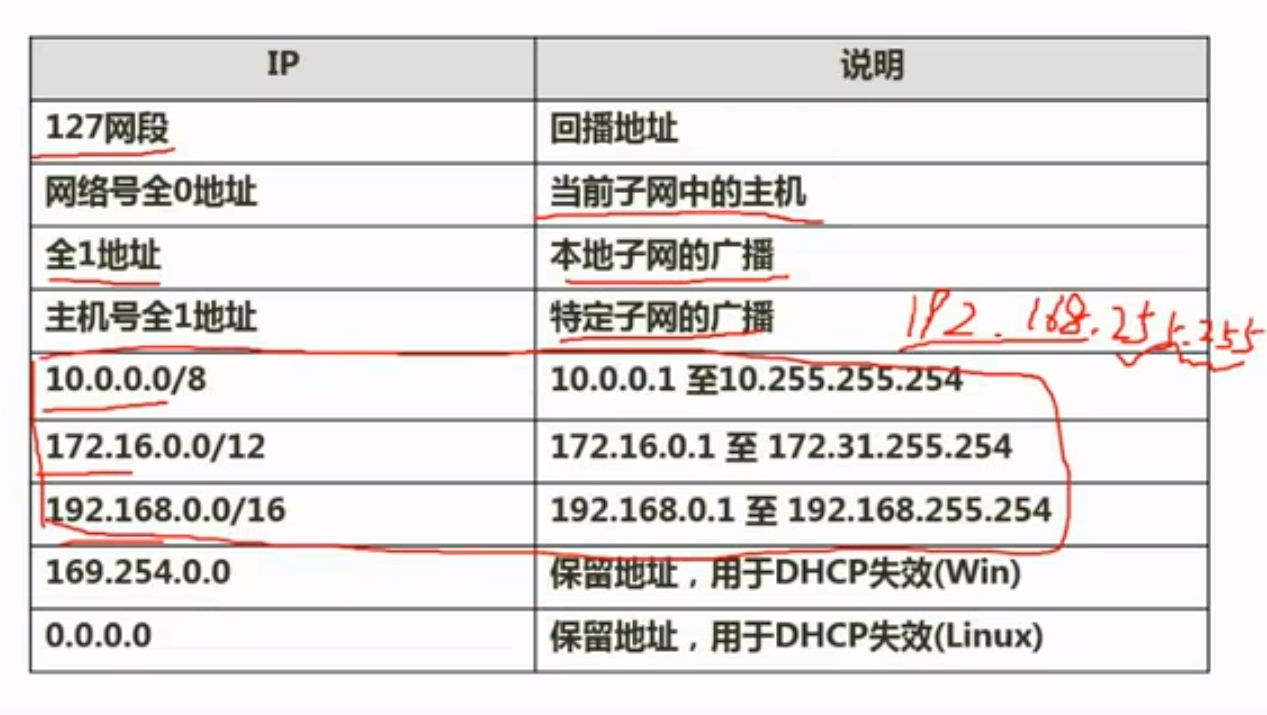 IP 说明
127网段 回播地址
网络号全0地址 当前子网中的主机
全1地址 本地子网的广播
主机号全1地址 特定子网的广播 192.168.255.255
10.0.0.0/8 10.0.0.1 至10.255.255.254
172.16.0.0/12 172.16.0.1 至 172.31.255.254
192.168.0.0/16 192.168.0.1 至 192.168.255.254
169.254.0.0 保留地址，用于DHCP失效(Win)
0.0.0.0 保留地址，用于DHCP失效(Linux)